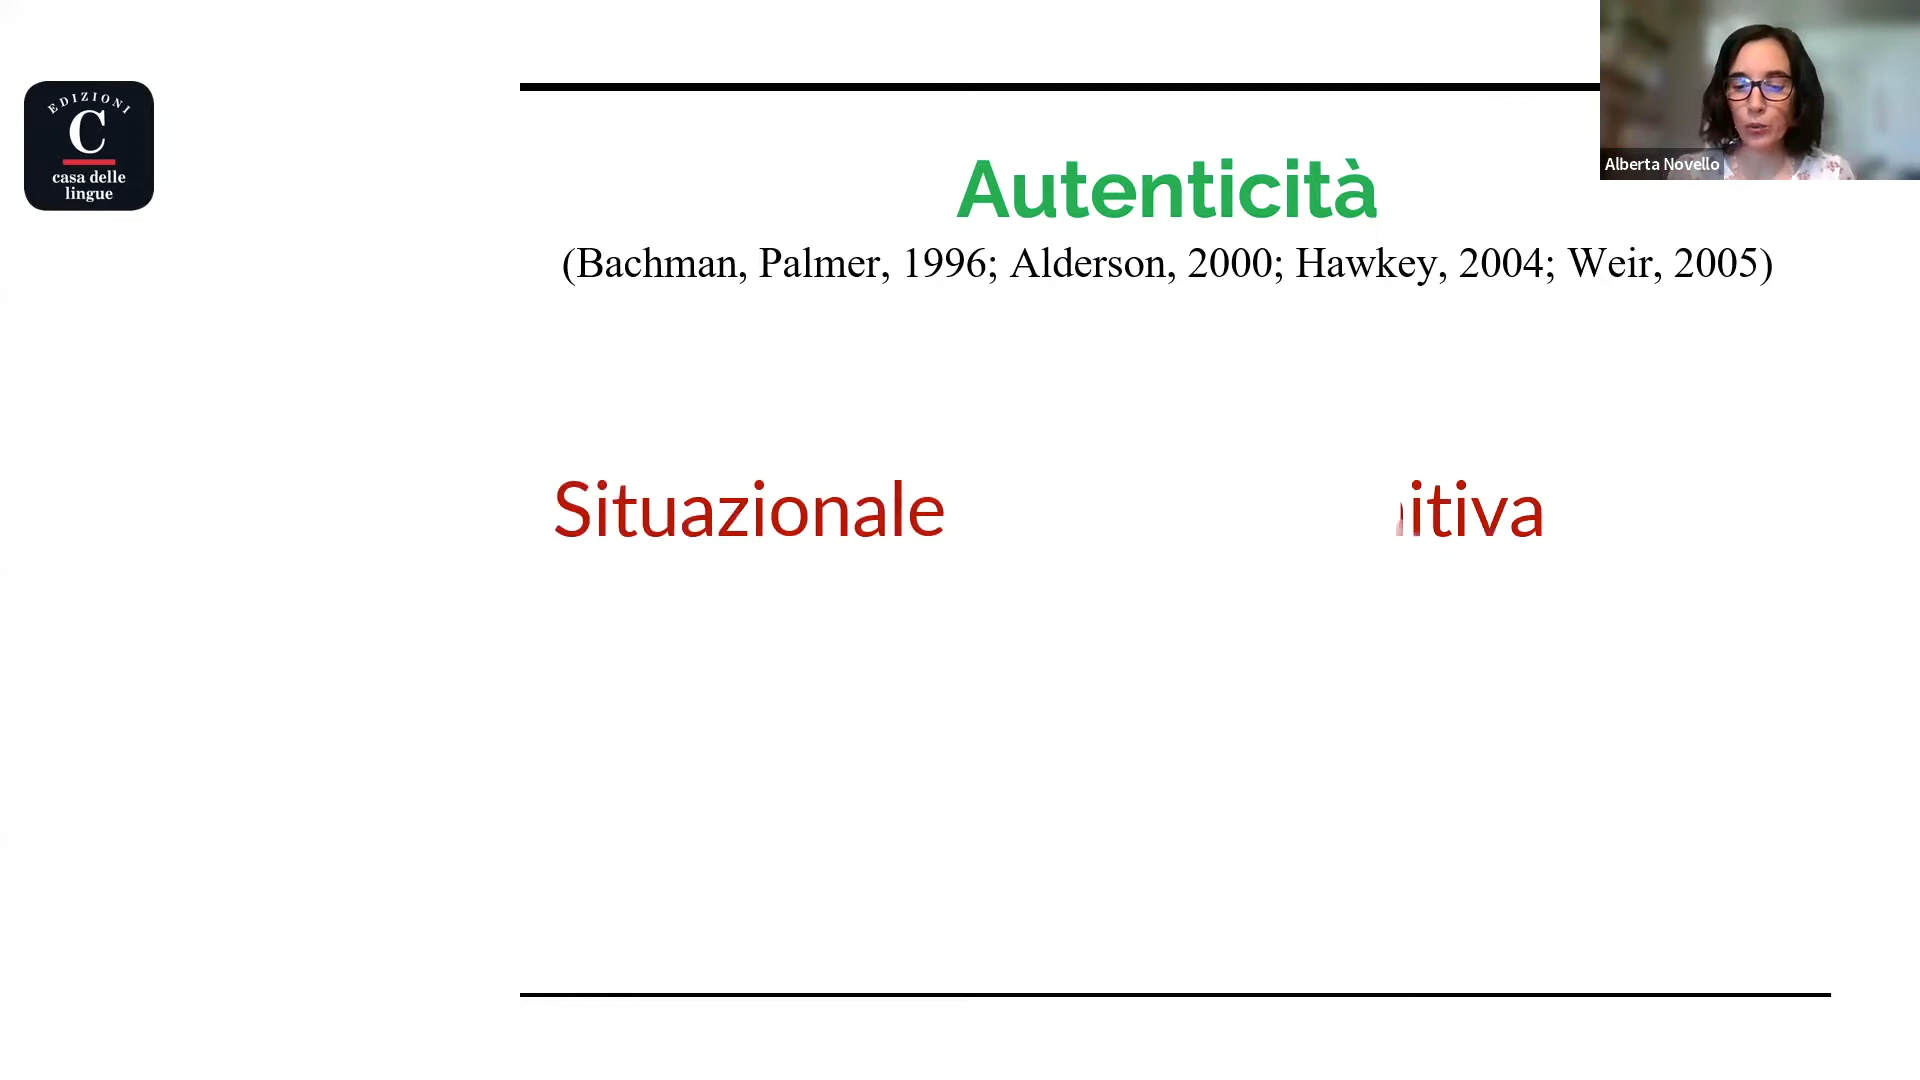 EDIZIONI
C
casa delle
lingue
Alberta Novello
Autenticità
(Bachman, Palmer, 1996; Alderson, 2000; Hawkey, 2004; Weir, 2005)
Situazionale itiva